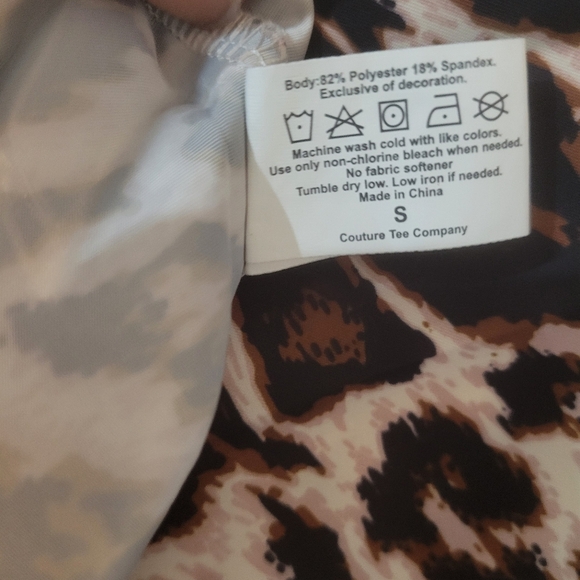 Body:82% Polyester 18% Spandex.
Exclusive of decoration.
Machine wash cold with like colors.
Use only non-chlorine bleach when needed.
No fabric softener
Tumble dry low. Low iron if needed.
Made in China
S
Couture Tee Company